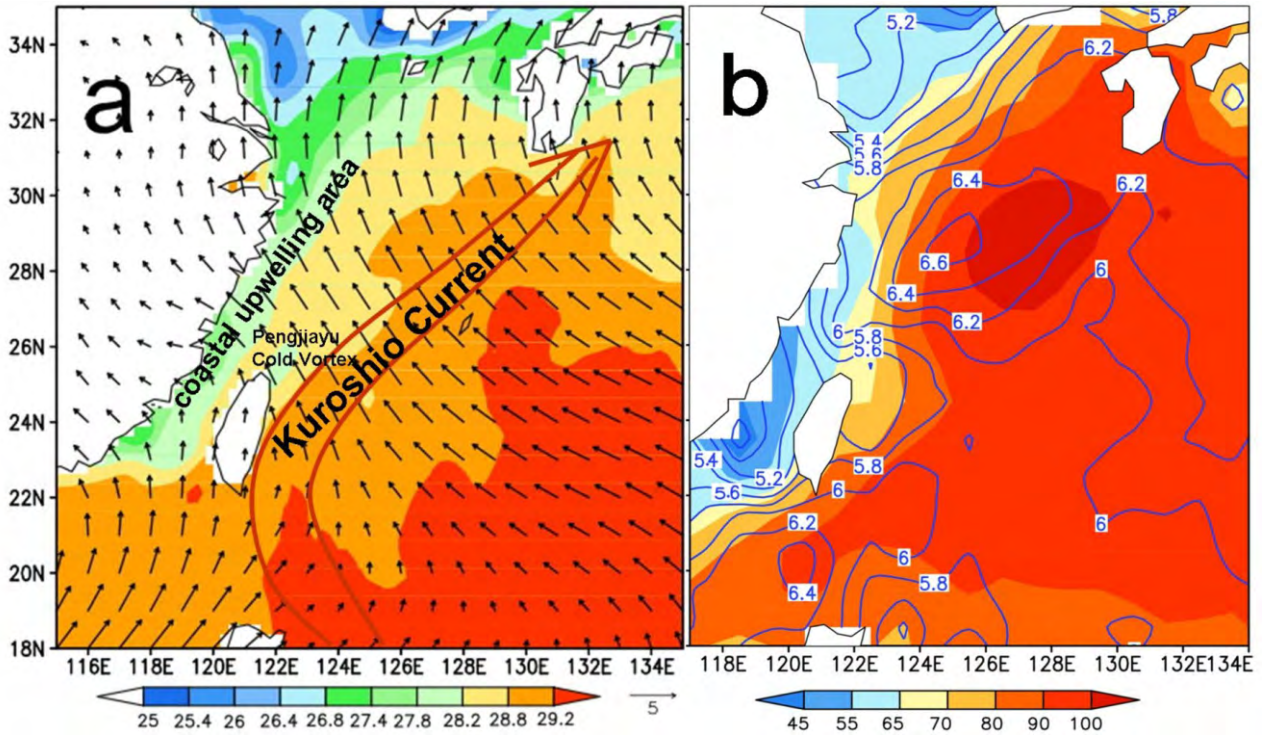 a
34N
32N
30N
28N
26N
24N
22N
20N
18N
116E 118E 120E 122E 124E 126E 128E 130E 132E 134E
coastal upwelling area
Pengjiayu
Cold Vortex
Kuroshio Current
25 25.4 26 26.4 26.8 27.4 27.8 28.2 28.8 29.2
5
b
5.2
5.8
6.2
5.4
5.6
5.8
6.4
6.2
6.6
6.4
6
6.2
6
5.8
5.6
5.4
5.2
5.6
5.8
6
6.2
6
6
5.8
6.4
118E 120E 122E 124E 126E 128E 130E 132E 134E
45 55 65 70 80 90 100